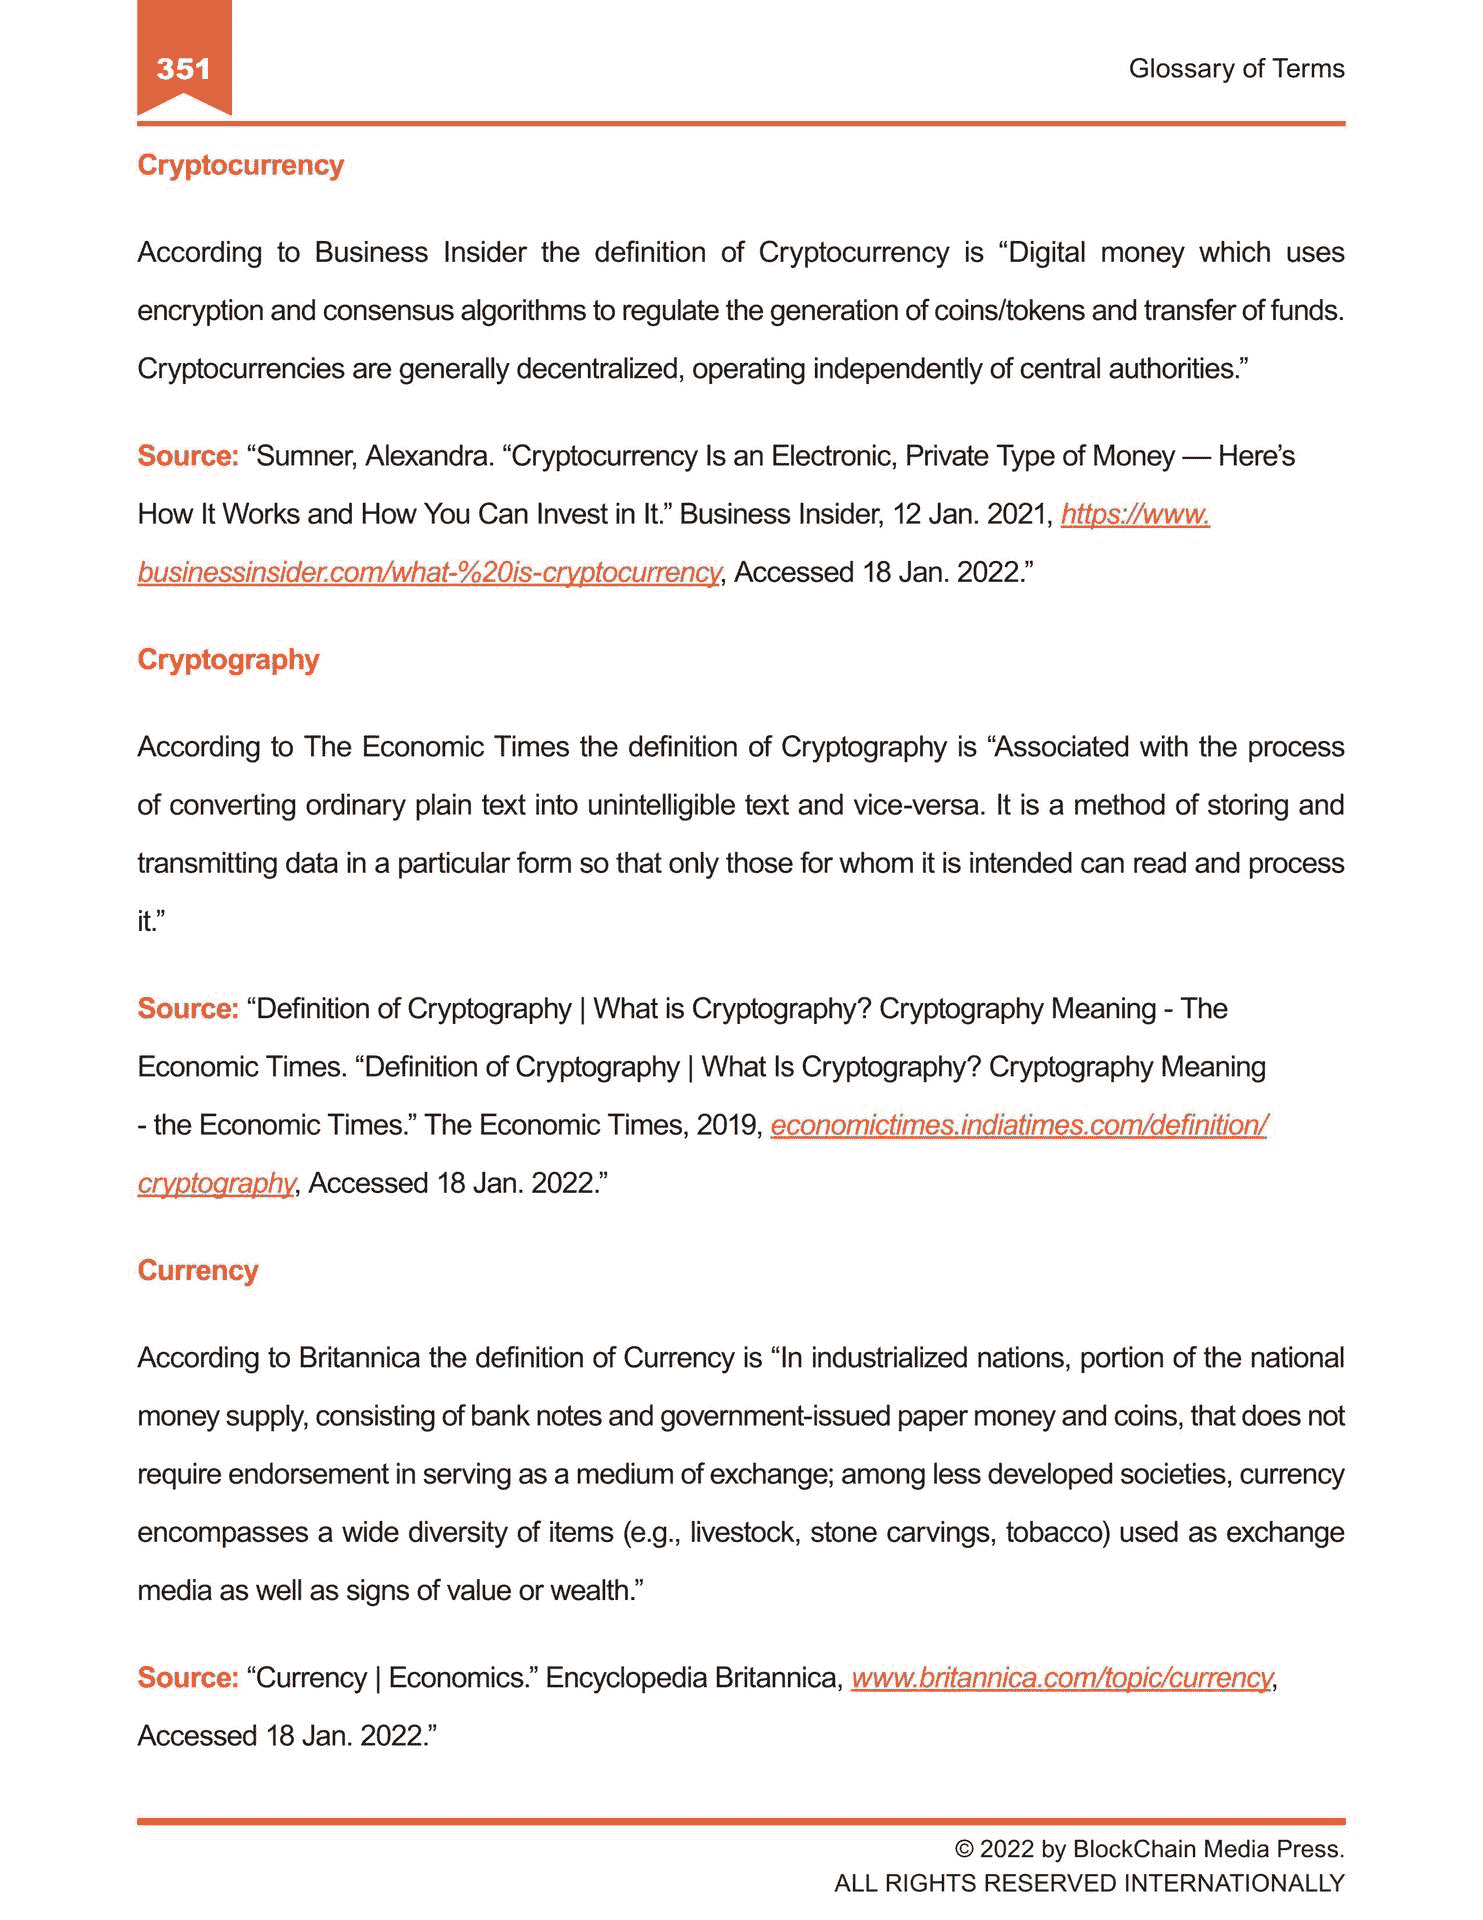 351
Glossary of Terms
Cryptocurrency
According to Business Insider the definition of Cryptocurrency is “Digital money which uses
encryption and consensus algorithms to regulate the generation of coins/tokens and transfer of funds.
Cryptocurrencies are generally decentralized, operating independently of central authorities.”
Source: “Sumner, Alexandra. “Cryptocurrency Is an Electronic, Private Type of Money — Here’s
How It Works and How You Can Invest in It.” Business Insider, 12 Jan. 2021, https://www.
businessinsider.com/what-%20is-cryptocurrency, Accessed 18 Jan. 2022.”
Cryptography
According to The Economic Times the definition of Cryptography is “Associated with the process
of converting ordinary plain text into unintelligible text and vice-versa. It is a method of storing and
transmitting data in a particular form so that only those for whom it is intended can read and process
it.”
Source: “Definition of Cryptography | What is Cryptography? Cryptography Meaning - The
Economic Times. “Definition of Cryptography | What Is Cryptography? Cryptography Meaning
- the Economic Times.” The Economic Times, 2019, economictimes.indiatimes.com/definition/
cryptography, Accessed 18 Jan. 2022.”
Currency
According to Britannica the definition of Currency is “In industrialized nations, portion of the national
money supply, consisting of bank notes and government-issued paper money and coins, that does not
require endorsement in serving as a medium of exchange; among less developed societies, currency
encompasses a wide diversity of items (e.g., livestock, stone carvings, tobacco) used as exchange
media as well as signs of value or wealth.”
Source: “Currency | Economics.” Encyclopedia Britannica, www.britannica.com/topic/currency,
Accessed 18 Jan. 2022.”
© 2022 by BlockChain Media Press.
ALL RIGHTS RESERVED INTERNATIONALLY